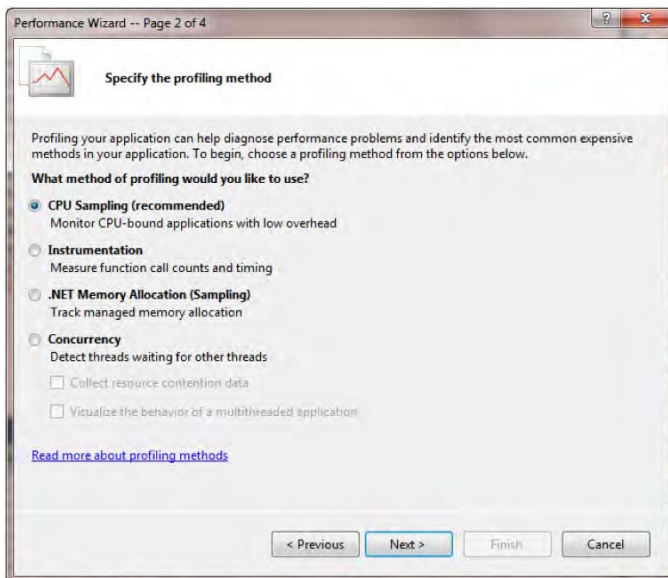 Performance Wizard -- Page 2 of 4
Specify the profiling method
Profiling your application can help diagnose performance problems and identify the most common expensive
methods in your application. To begin, choose a profiling method from the options below.
What method of profiling would you like to use?
CPU Sampling (recommended)
Monitor CPU-bound applications with low overhead
Instrumentation
Measure function call counts and timing
.NET Memory Allocation (Sampling)
Track managed memory allocation
Concurrency
Detect threads waiting for other threads
Collect resource contention data
Visualize the behavior of a multithreaded application
Read more about profiling methods
< Previous Next > Finish Cancel